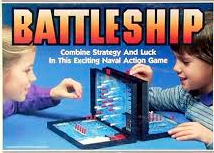 BATTLESHIP
Combine Strategy And Luck
In This Exciting Naval Action Game